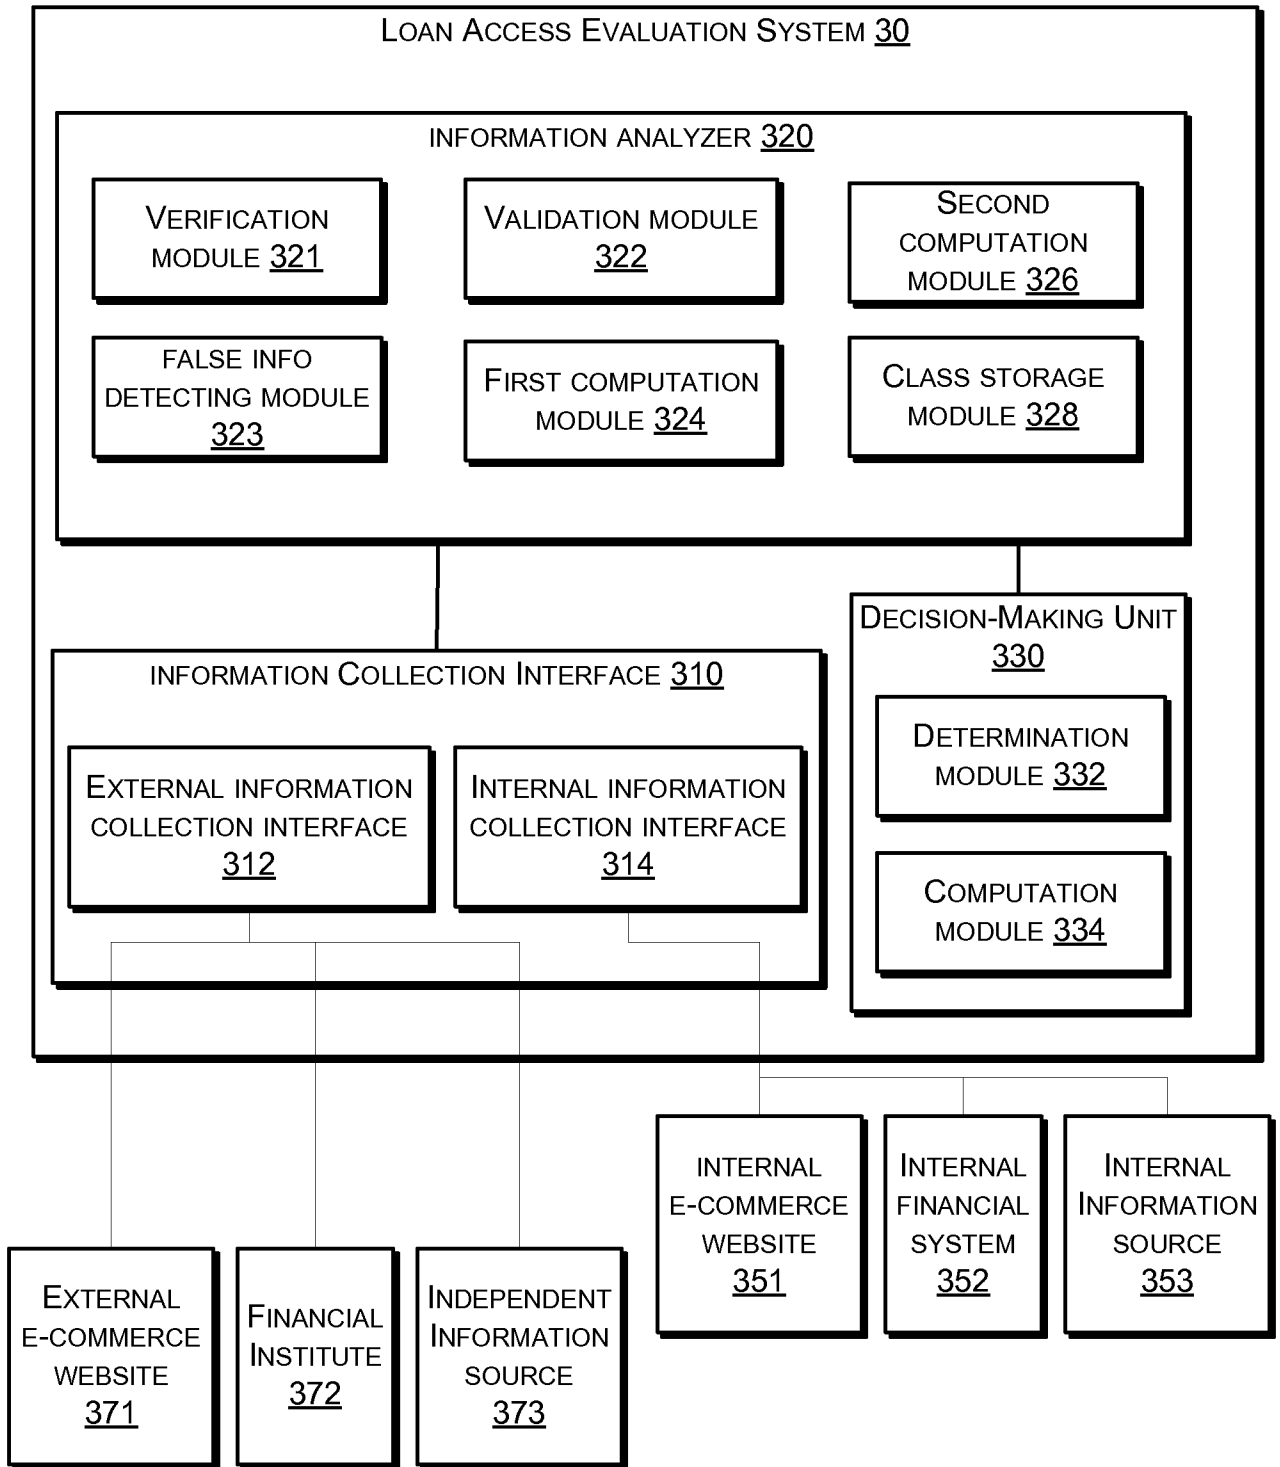 LOAN ACCESS EVALUATION SYSTEM 30
INFORMATION ANALYZER 320
VERIFICATION
MODULE 321
VALIDATION MODULE
322
SECOND
COMPUTATION
MODULE 326
FALSE INFO
DETECTING MODULE
323
FIRST COMPUTATION
MODULE 324
CLASS STORAGE
MODULE 328
INFORMATION COLLECTION INTERFACE 310
EXTERNAL INFORMATION
COLLECTION INTERFACE
312
INTERNAL INFORMATION
COLLECTION INTERFACE
314
DECISION-MAKING UNIT
330
DETERMINATION
MODULE 332
COMPUTATION
MODULE 334
INTERNAL
E-COMMERCE
WEBSITE
351
INTERNAL
FINANCIAL
SYSTEM
352
INTERNAL
INFORMATION
SOURCE
353
EXTERNAL
E-COMMERCE
WEBSITE
371
FINANCIAL
INSTITUTE
372
INDEPENDENT
INFORMATION
SOURCE
373